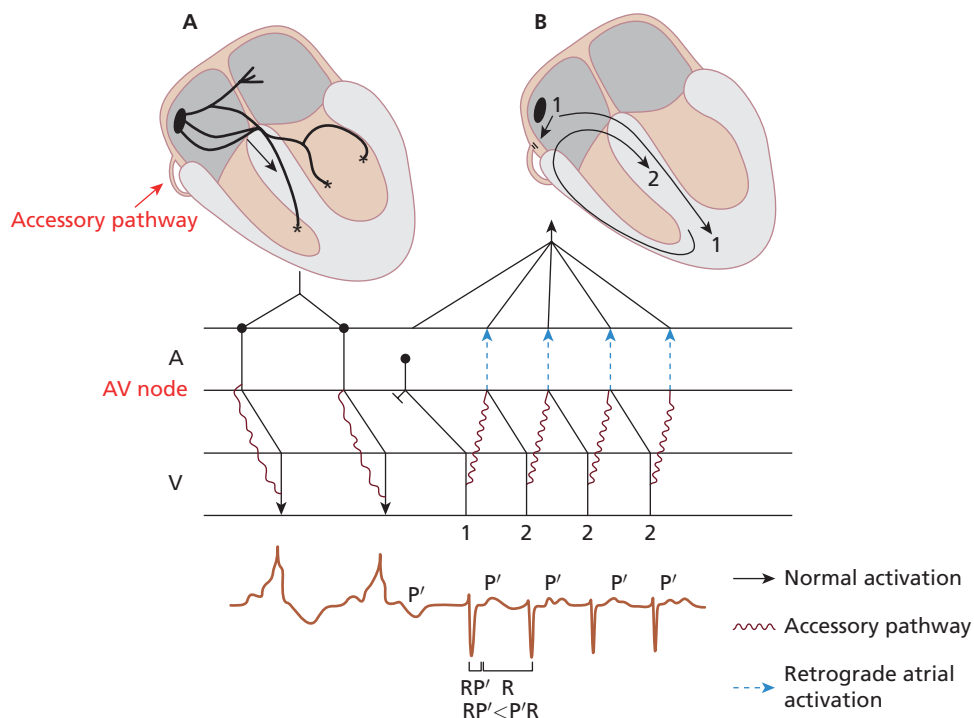 A
B
1
2
1
Accessory pathway
A
AV node
V
1 2 2 2
P′ P′ P′ P′ P′
RP′ R
RP′<P′R
Normal activation
Accessory pathway
Retrograde atrial
activation